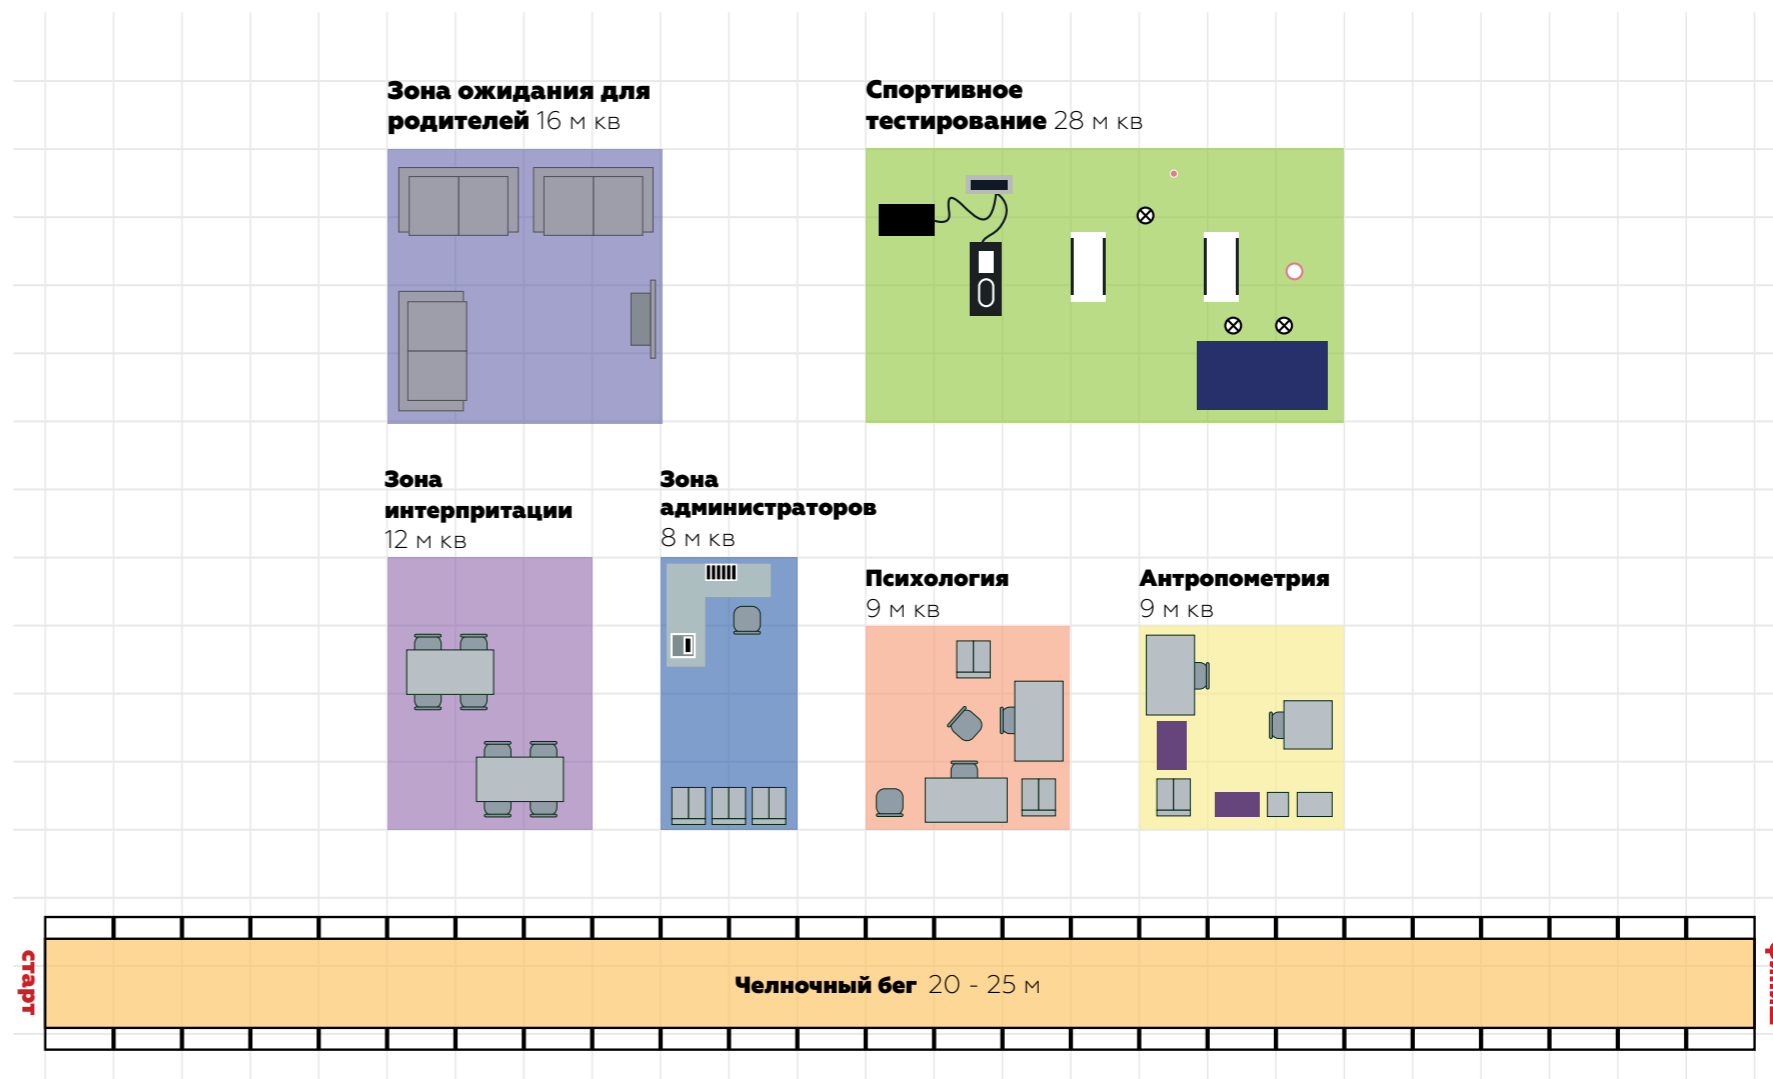 Зона ожидания для
родителей 16 м кв
Спортивное
тестирование 28 м кв
Зона
интерпритации
12 м кв
Зона
администраторов
8 м кв
Психология
9 м кв
Антропометрия
9 м кв
старт
Челночный бег 20 - 25 м